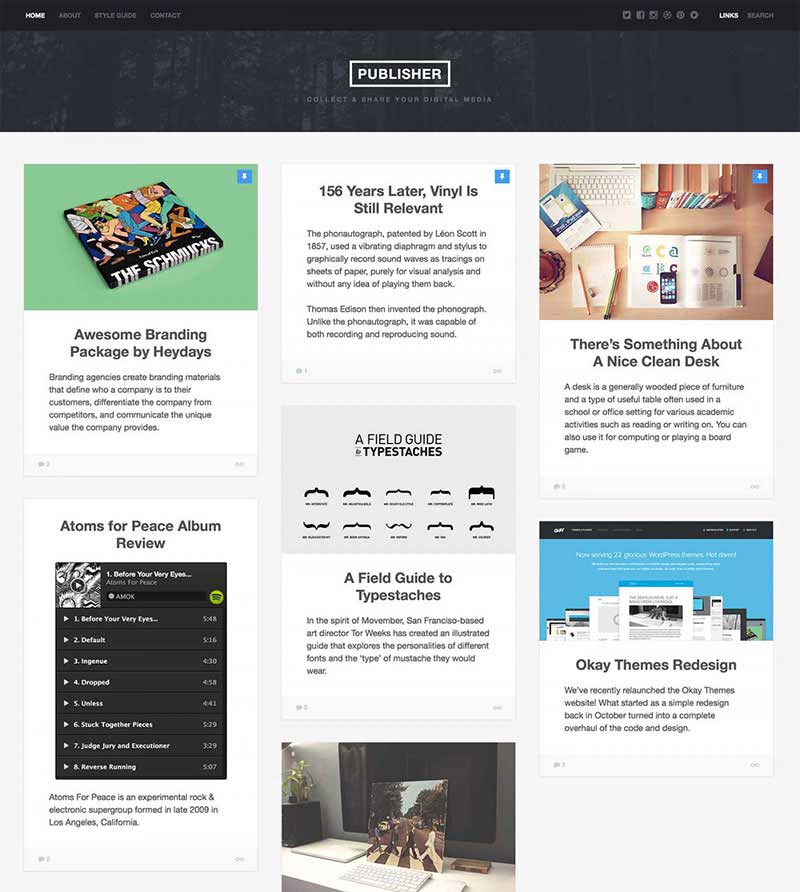 HOME ABOUT STYLE GUIDE CONTACT
LINKS SEARCH
PUBLISHER
COLLECT & SHARE YOUR DIGITAL MEDIA
THE SCHMUCKS
Awesome Branding
Package by Heydays
Branding agencies create branding materials
that define who a company is to their
customers, differentiate the company from
competitors, and communicate the unique
value the company provides.
2
Atoms for Peace Album
Review
1. Before Your Very Eyes...
Atoms For Peace
AMOK
1. Before Your Very Eyes... 5:48
2. Default 5:16
3. Ingenue 4:30
4. Dropped 4:58
5. Unless 4:41
6. Stuck Together Pieces 5:29
7. Judge Jury and Executioner 3:29
8. Reverse Running 5:07
Atoms For Peace is an experimental rock &
electronic supergroup formed in late 2009 in
Los Angeles, California.
2
156 Years Later, Vinyl Is
Still Relevant
The phonautograph, patented by Léon Scott in
1857, used a vibrating diaphragm and stylus to
graphically record sound waves as tracings on
sheets of paper, purely for visual analysis and
without any idea of playing them back.
Thomas Edison then invented the phonograph.
Unlike the phonautograph, it was capable of
both recording and reproducing sound.
1
A FIELD GUIDE
to TYPESTACHES
A Field Guide to
Typestaches
In the spirit of Movember, San Franciso-based
art director Tor Weeks has created an illustrated
guide that explores the personalities of different
fonts and the ‘type’ of mustache they would
wear.
0
There’s Something About
A Nice Clean Desk
A desk is a generally wooded piece of furniture
and a type of useful table often used in a
school or office setting for various academic
activities such as reading or writing on. You can
also use it for computing or playing a board
game.
OKAY
Now serving 22 glorious WordPress themes. Hot damn!
Okay Themes Redesign
We’ve recently relaunched the Okay Themes
website! What started as a simple redesign
back in October turned into a complete
overhaul of the code and design.